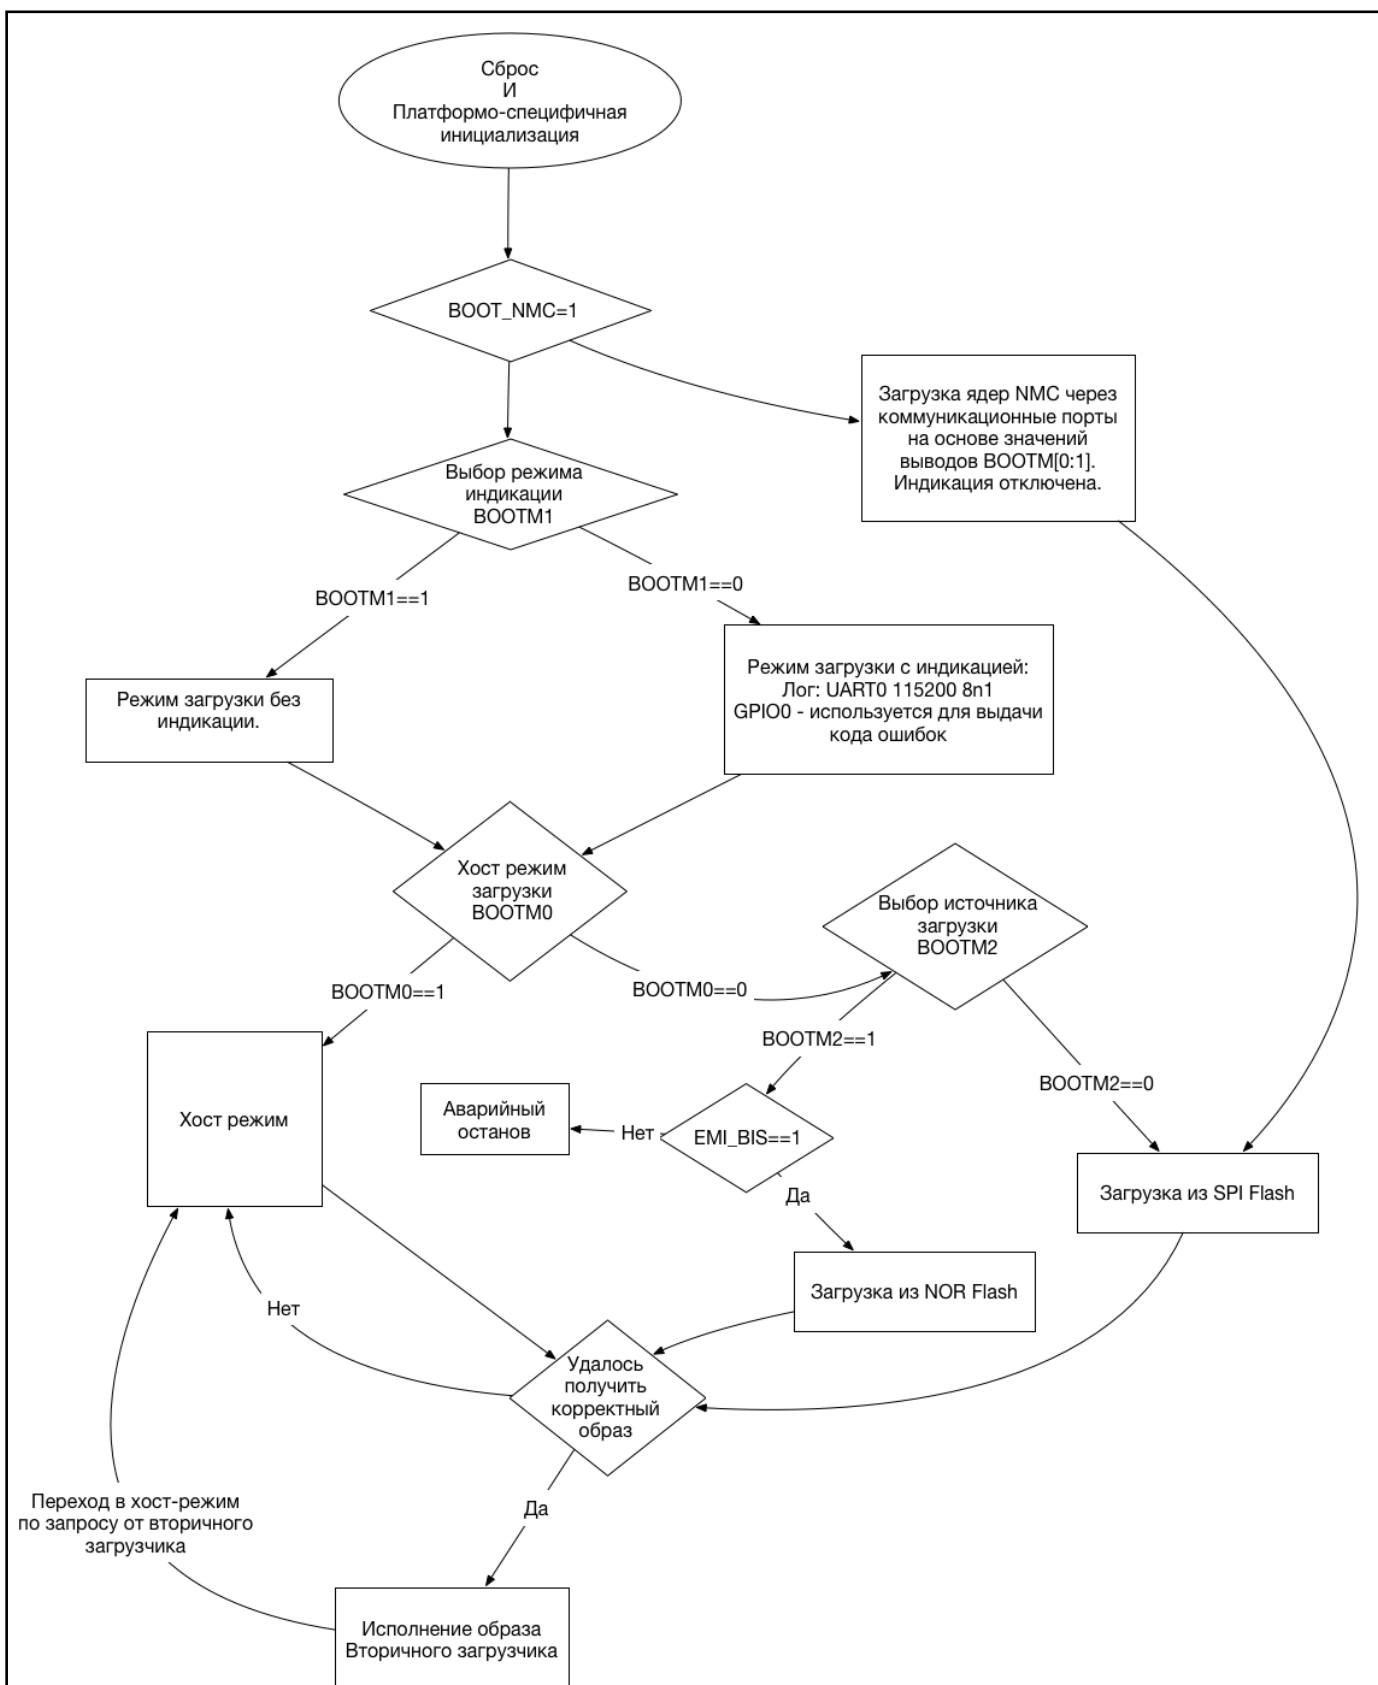 Сброс
И
Платформо-специфичная
инициализация
BOOT_NMC=1
Загрузка ядер NMC через
коммуникационные порты
на основе значений
выводов BOOTM[0:1].
Индикация отключена.
Выбор режима
индикации
BOOTM1
BOOTM1==1
BOOTM1==0
Режим загрузки без
индикации.
Режим загрузки с индикацией:
Лог: UART0 115200 8n1
GPIO0 - используется для выдачи
кода ошибок
Хост режим
загрузки
BOOTM0
Выбор источника
загрузки
BOOTM2
BOOTM0==1
BOOTM0==0
BOOTM2==1
BOOTM2==0
Хост режим
Аварийный
останов
Нет
EMI_BIS==1
Да
Загрузка из SPI Flash
Загрузка из NOR Flash
Нет
Удалось
получить
корректный
образ
Да
Переход в хост-режим
по запросу от вторичного
загрузчика
Исполнение образа
Вторичного загрузчика